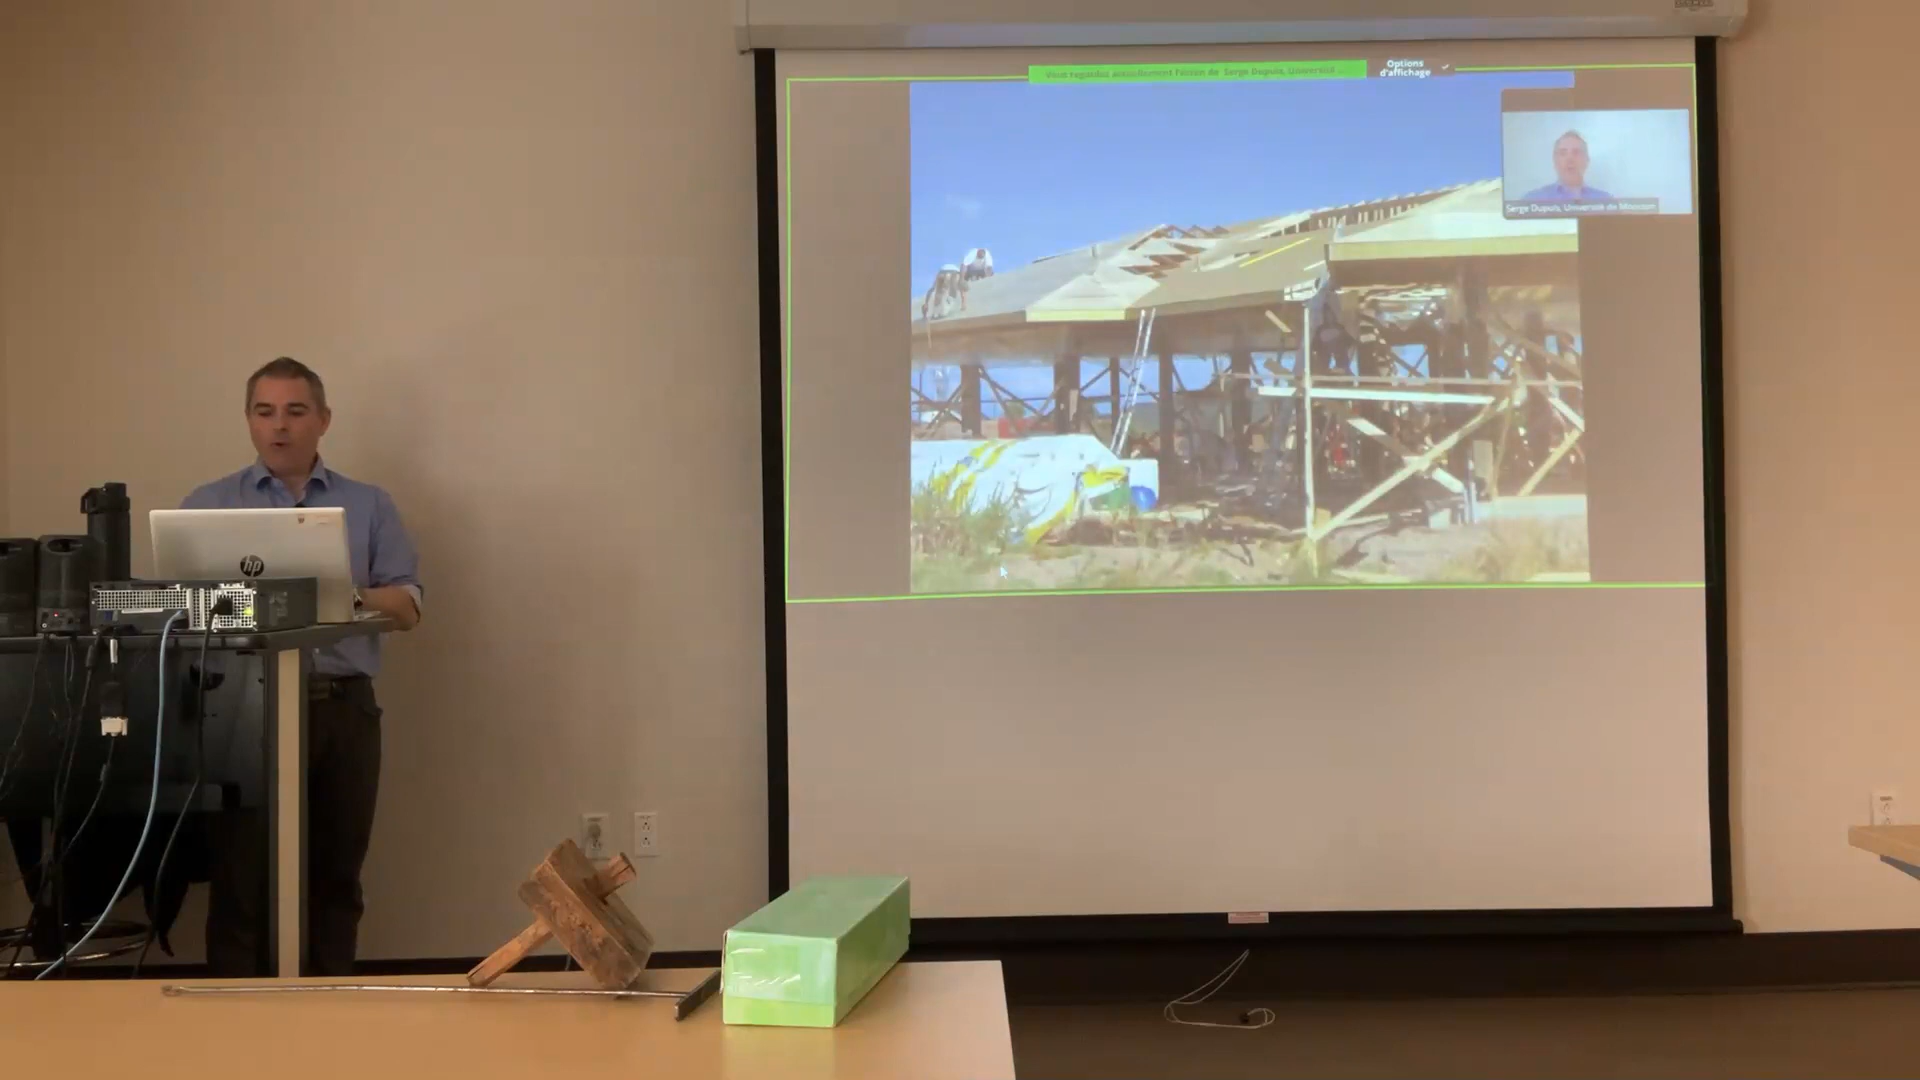 Vous regardez actuellement l'écran de Serge Dupuis, Université ...
Options
d'affichage
Serge Dupuis, Université de Moncton
hp